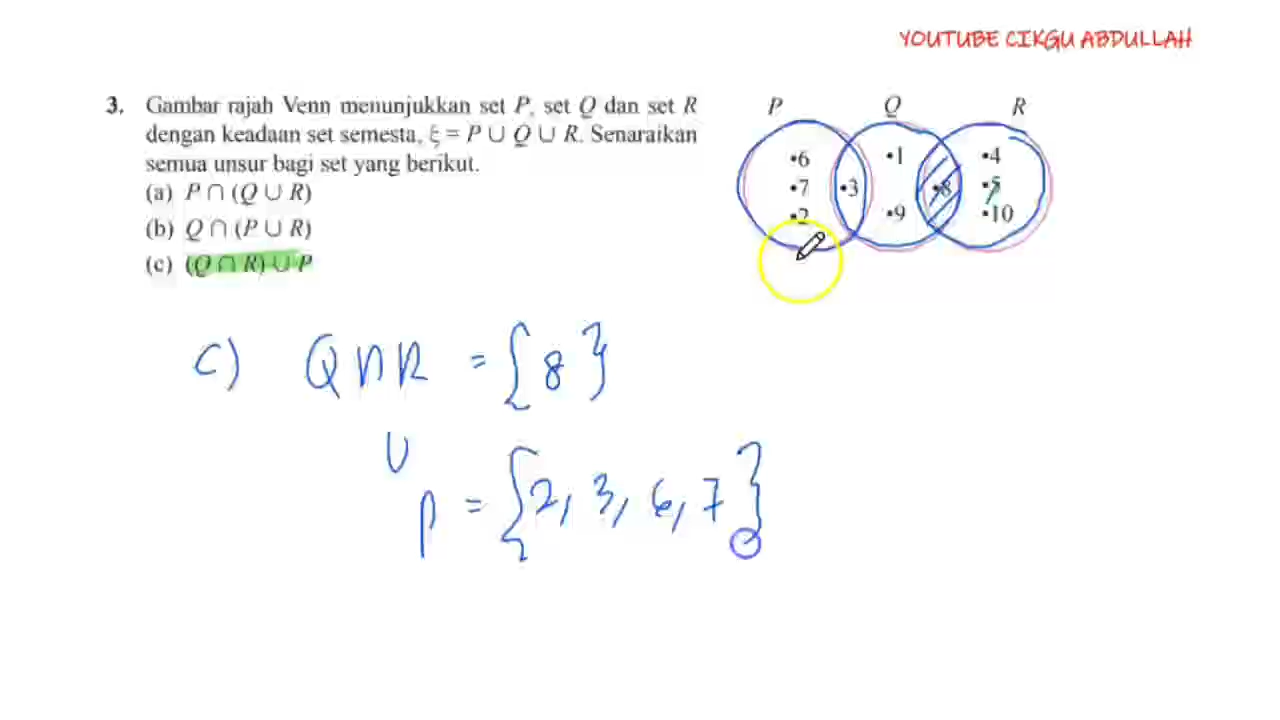 YOUTUBE CIKGU ABDULLAH
3. Gambar rajah Venn menunjukkan set P, set Q dan set R
dengan keadaan set semesta, ξ = P ∪ Q ∪ R. Senaraikan
semua unsur bagi set yang berikut.
(a) P ∩ (Q ∪ R)
(b) Q ∩ (P ∪ R)
(c) (Q ∩ R) ∪ P
P Q R
•6 •1 •4
•7 •3 •8 •5
•2 •9 •10
c) Q ∩ R = {8}
∪
P = {2, 3, 6, 7}